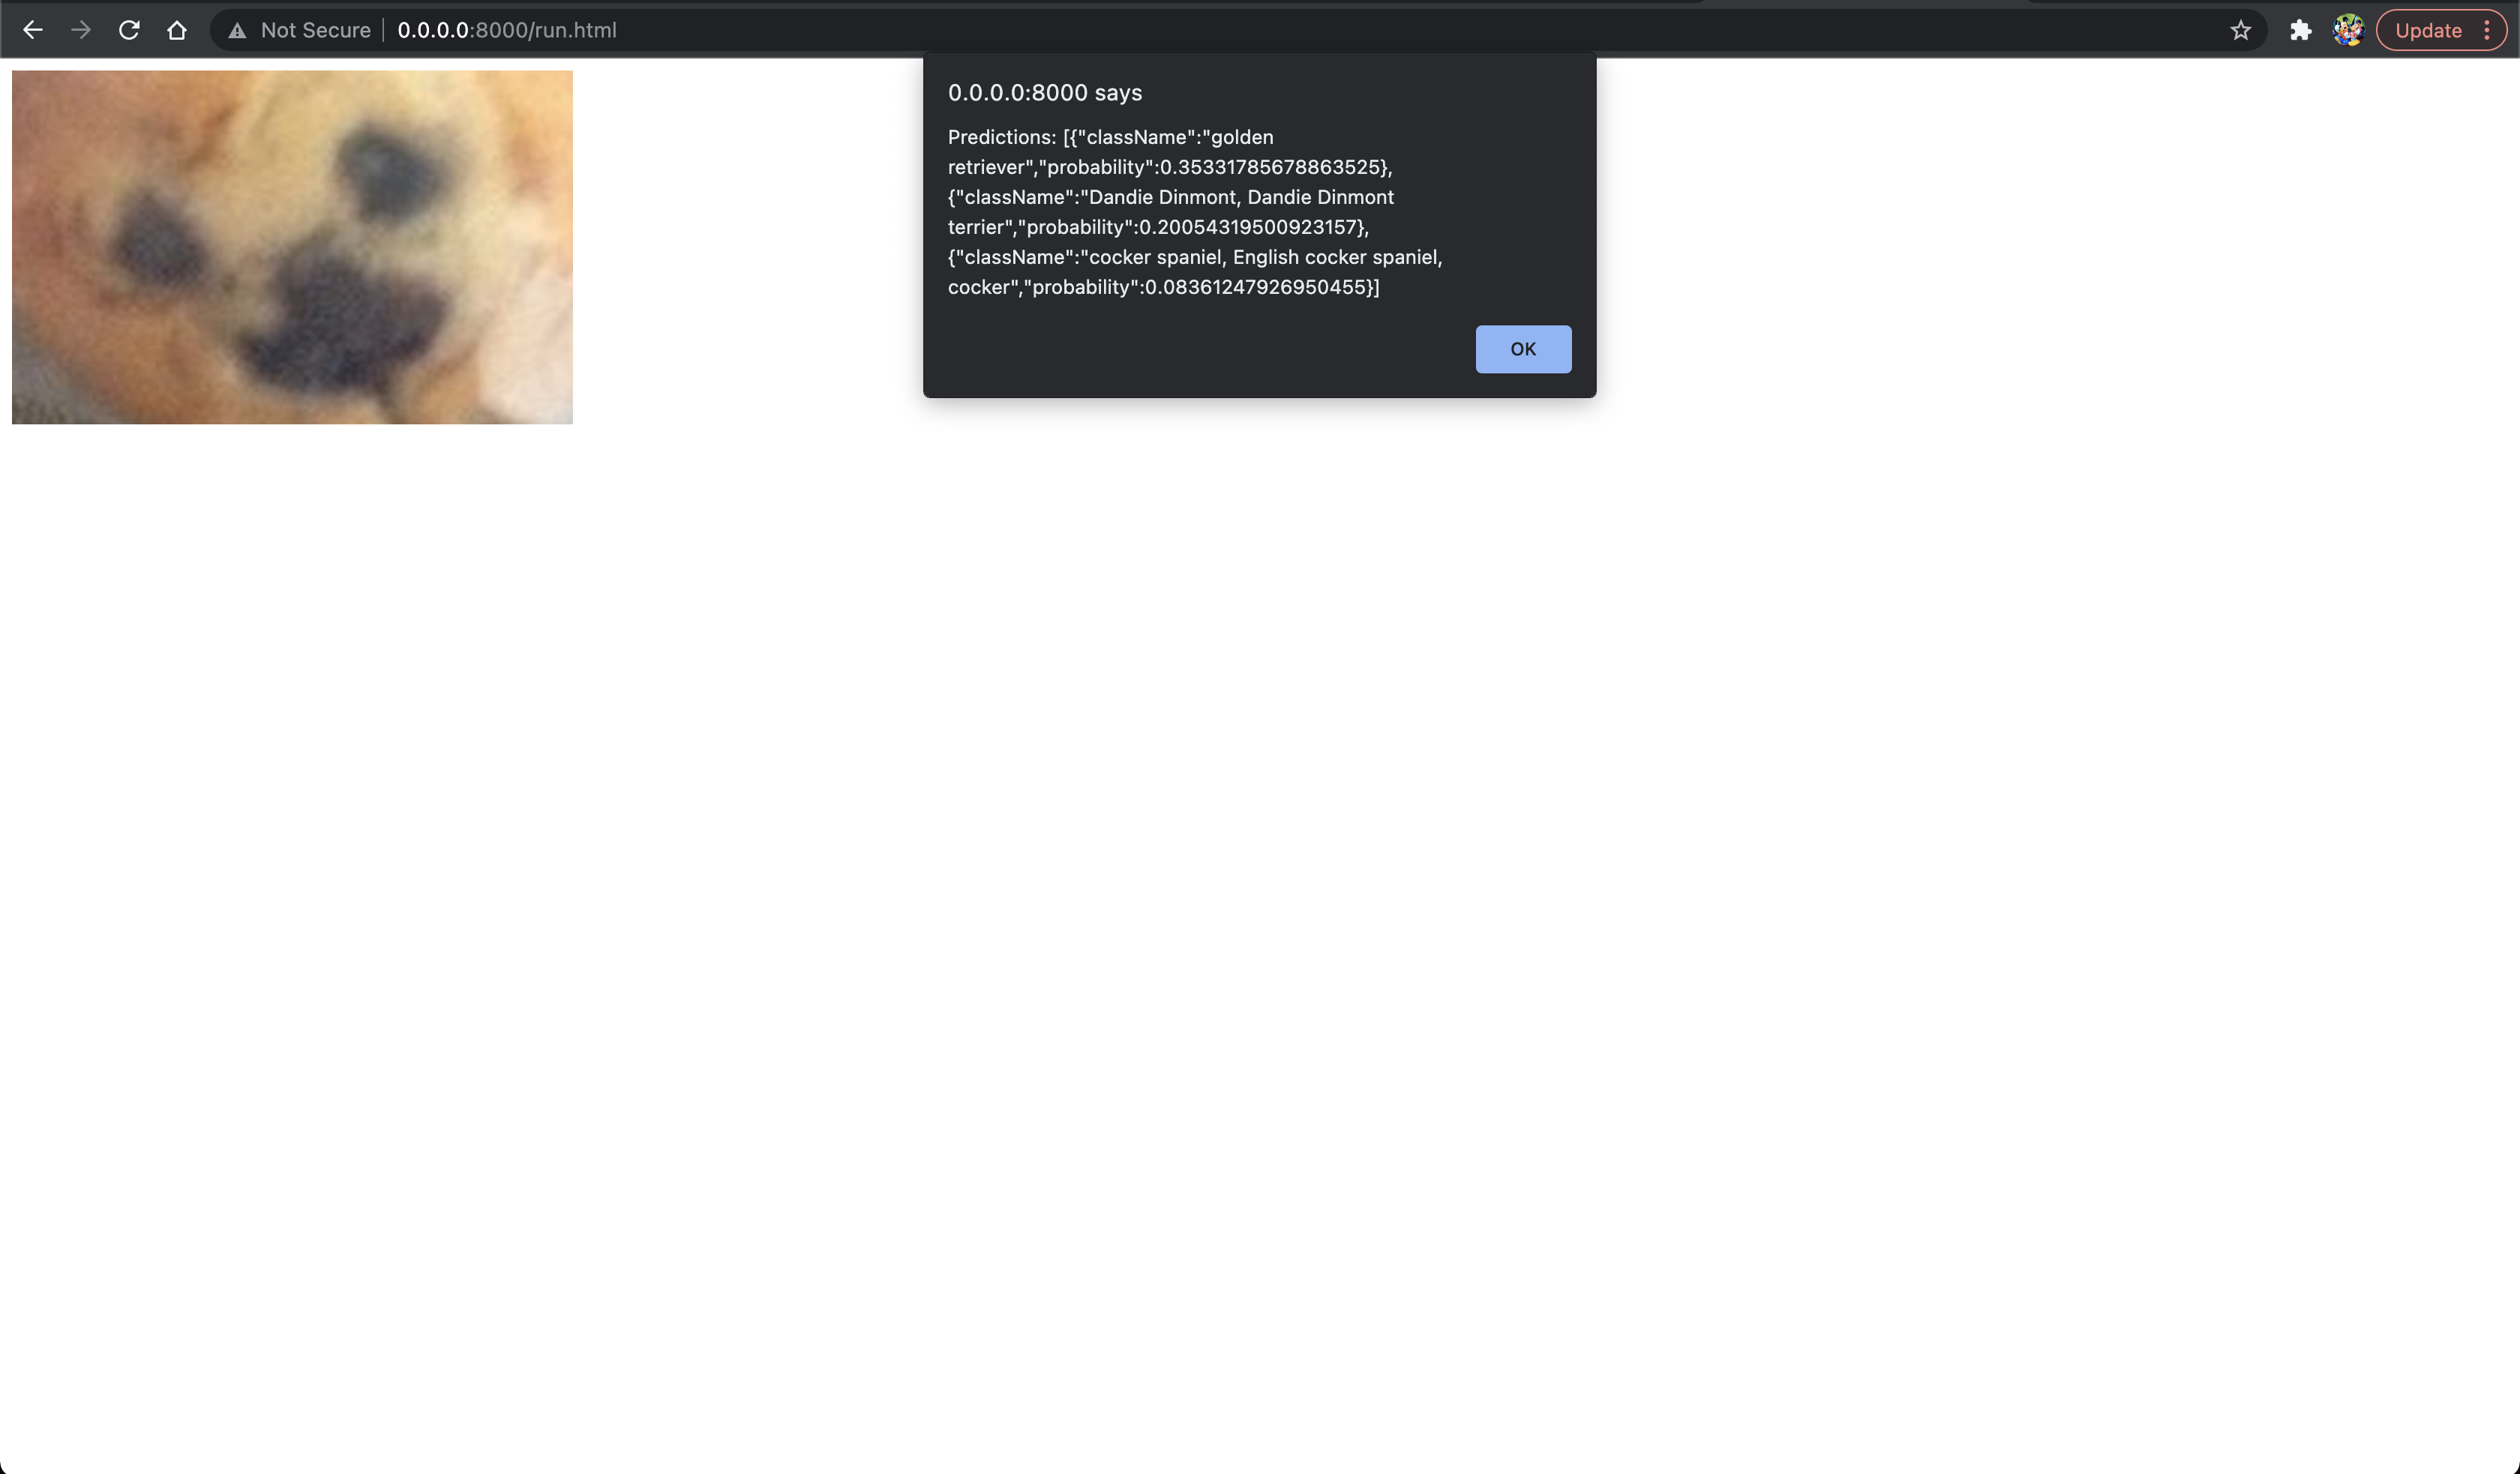 Not Secure 0.0.0.0:8000/run.html Update
0.0.0.0:8000 says
Predictions: [{"className":"golden
retriever","probability":0.35331785678863525},
{"className":"Dandie Dinmont, Dandie Dinmont
terrier","probability":0.20054319500923157},
{"className":"cocker spaniel, English cocker spaniel,
cocker","probability":0.08361247926950455}]
OK